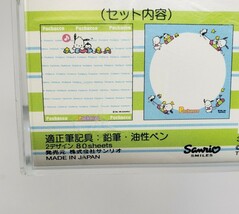 (セット内容)
Pochacco
適正筆記具：鉛筆・油性ペン
2デザイン 80sheets
発売元 株式会社サンリオ
MADE IN JAPAN
Sanrio
SMILES